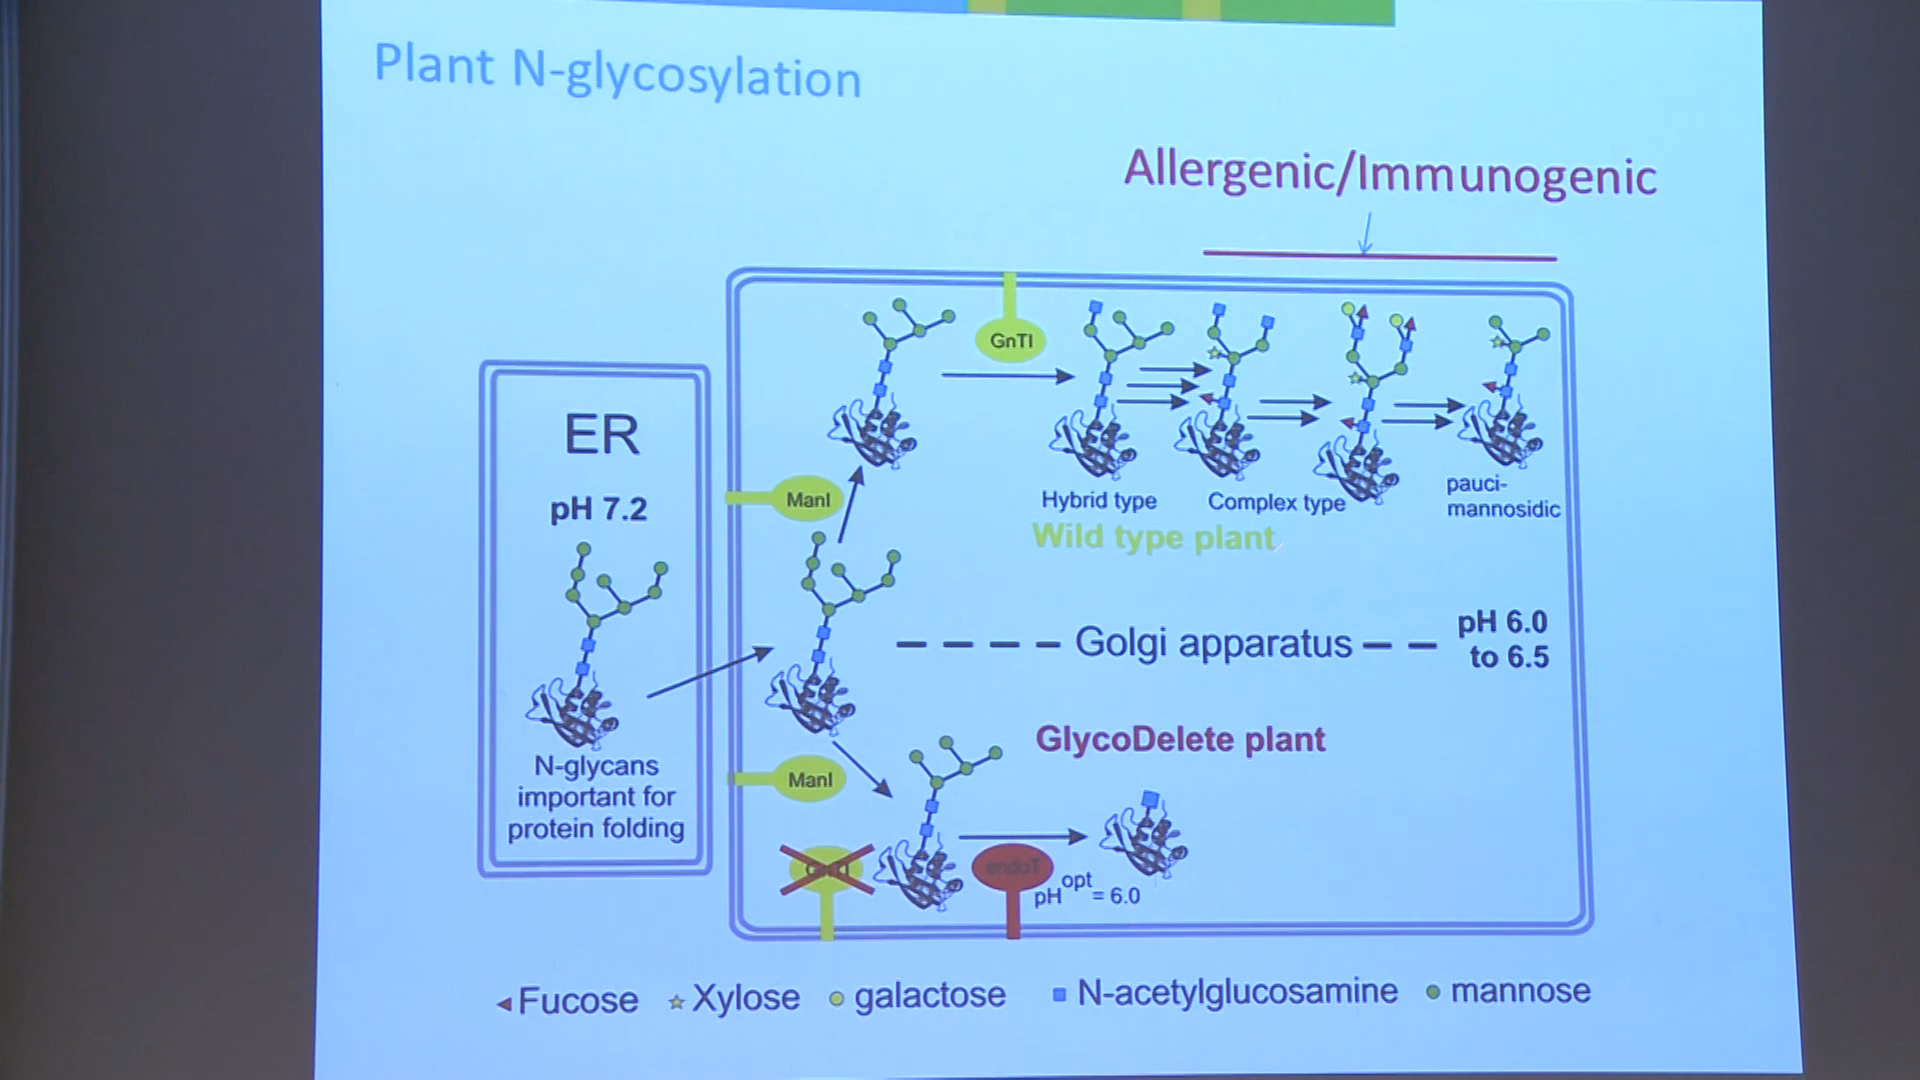 Plant N-glycosylation
Allergenic/Immunogenic
GnTI
ER
pH 7.2
ManI
Hybrid type
Complex type
pauci-
mannosidic
Wild type plant
Golgi apparatus
pH 6.0
to 6.5
N-glycans
important for
protein folding
ManI
GlycoDelete plant
GnTI
endoT
pH opt = 6.0
Fucose
Xylose
galactose
N-acetylglucosamine
mannose